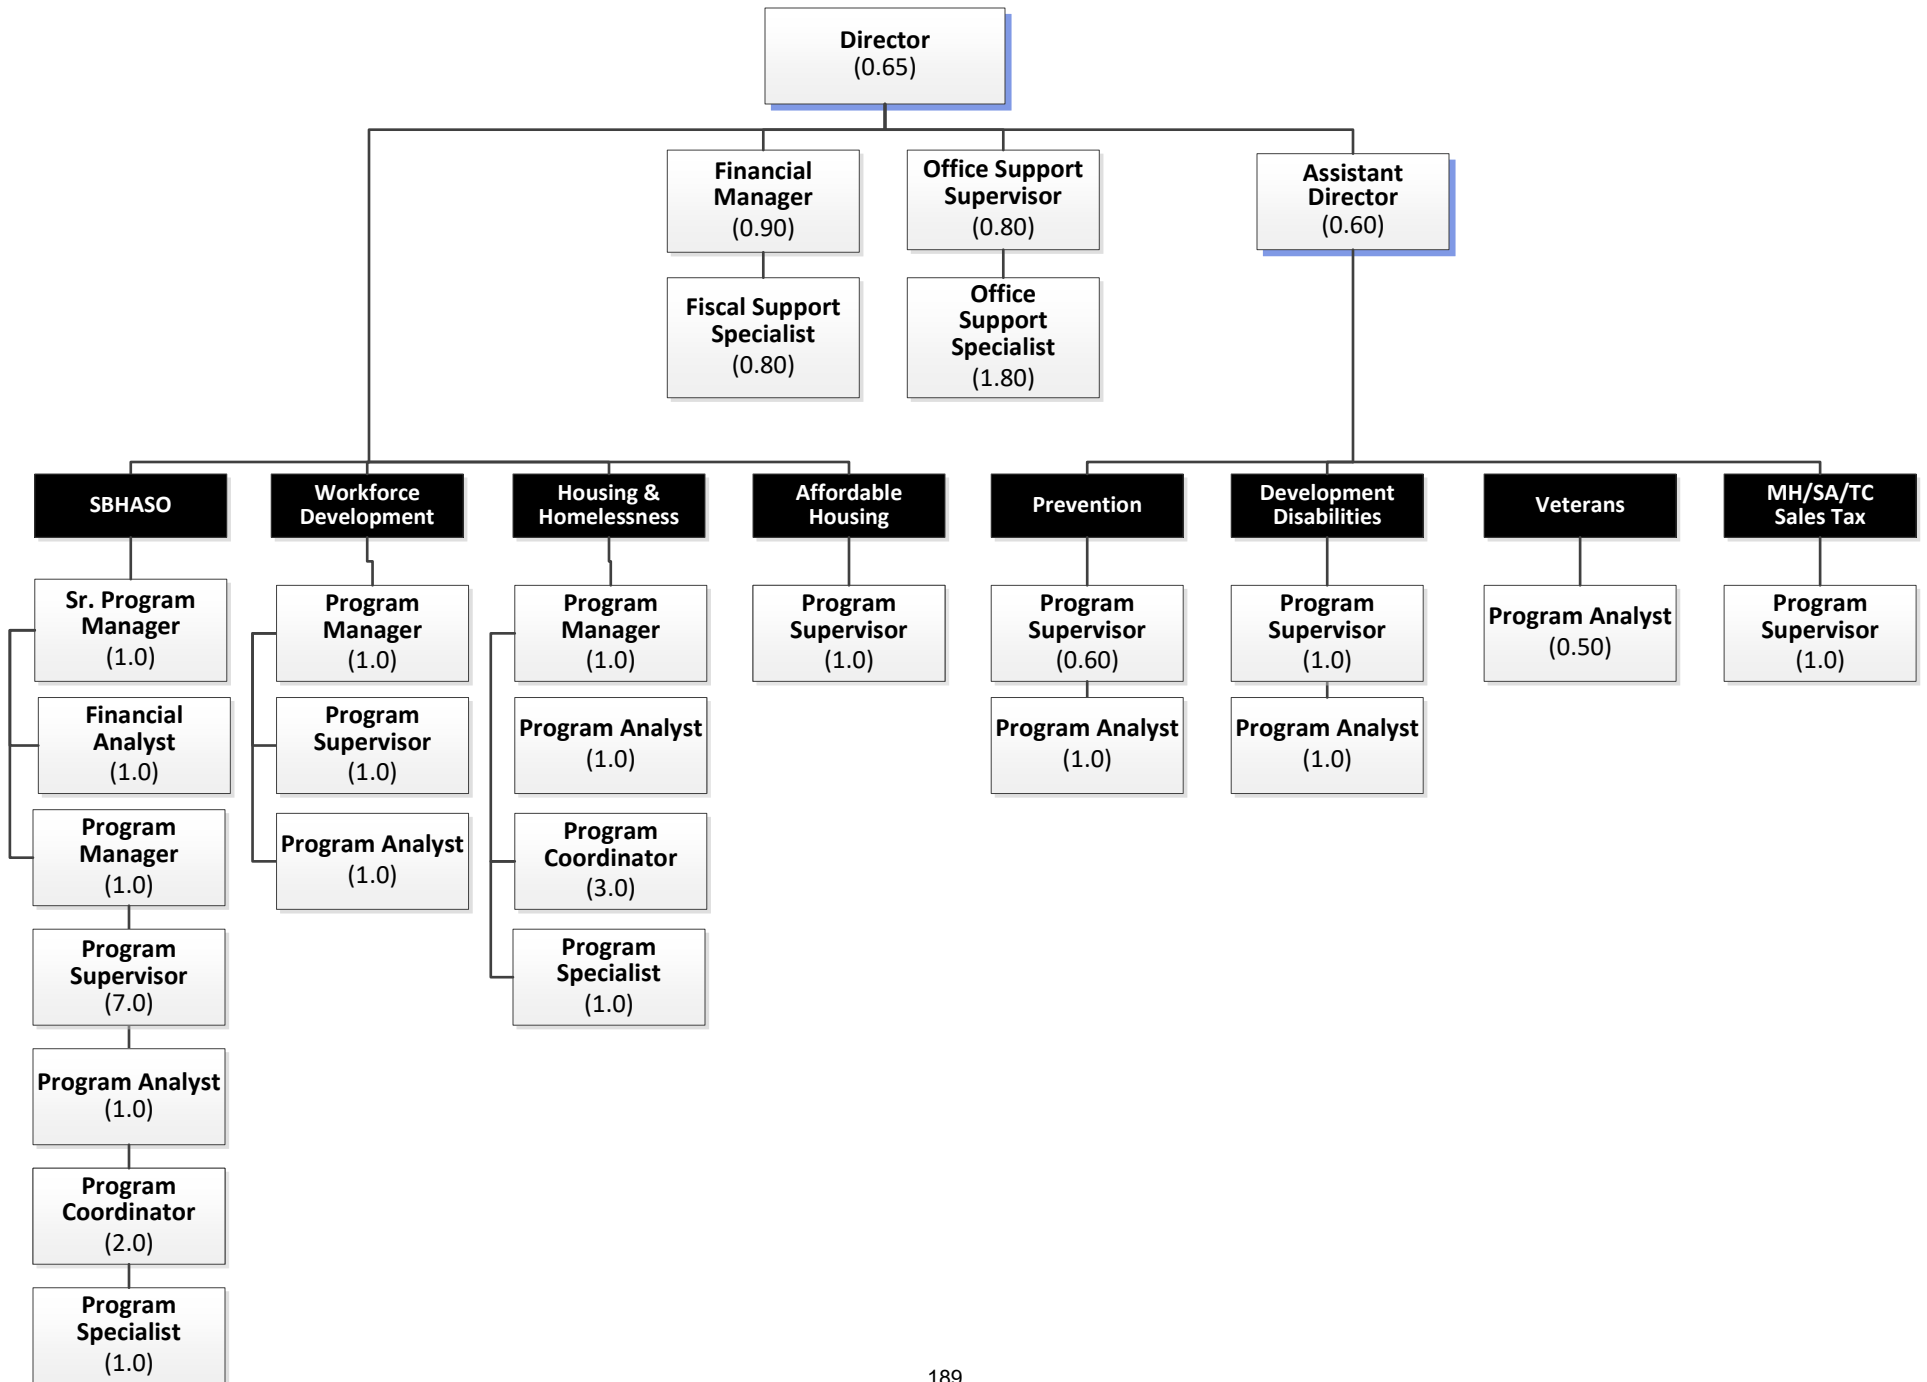 Director
(0.65)
Financial
Manager
(0.90)
Office Support
Supervisor
(0.80)
Assistant
Director
(0.60)
Fiscal Support
Specialist
(0.80)
Office
Support
Specialist
(1.80)
SBHASO
Workforce
Development
Housing &
Homelessness
Affordable
Housing
Prevention
Development
Disabilities
Veterans
MH/SA/TC
Sales Tax
Sr. Program
Manager
(1.0)
Financial
Analyst
(1.0)
Program
Manager
(1.0)
Program
Supervisor
(7.0)
Program Analyst
(1.0)
Program
Coordinator
(2.0)
Program
Specialist
(1.0)
Program
Manager
(1.0)
Program
Supervisor
(1.0)
Program Analyst
(1.0)
Program
Manager
(1.0)
Program Analyst
(1.0)
Program
Coordinator
(3.0)
Program
Specialist
(1.0)
Program
Supervisor
(1.0)
Program
Supervisor
(0.60)
Program Analyst
(1.0)
Program
Supervisor
(1.0)
Program Analyst
(1.0)
Program Analyst
(0.50)
Program
Supervisor
(1.0)
189